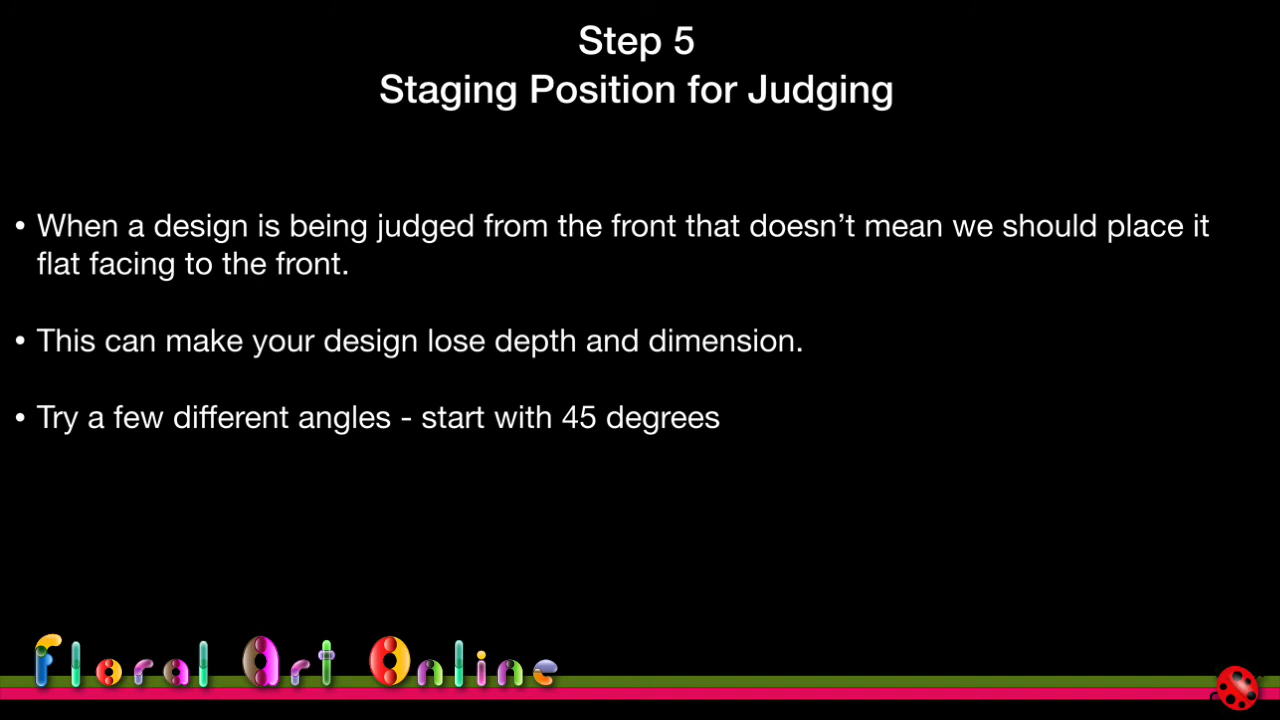 Step 5
Staging Position for Judging
• When a design is being judged from the front that doesn’t mean we should place it
flat facing to the front.
• This can make your design lose depth and dimension.
• Try a few different angles - start with 45 degrees
Floral Art Online